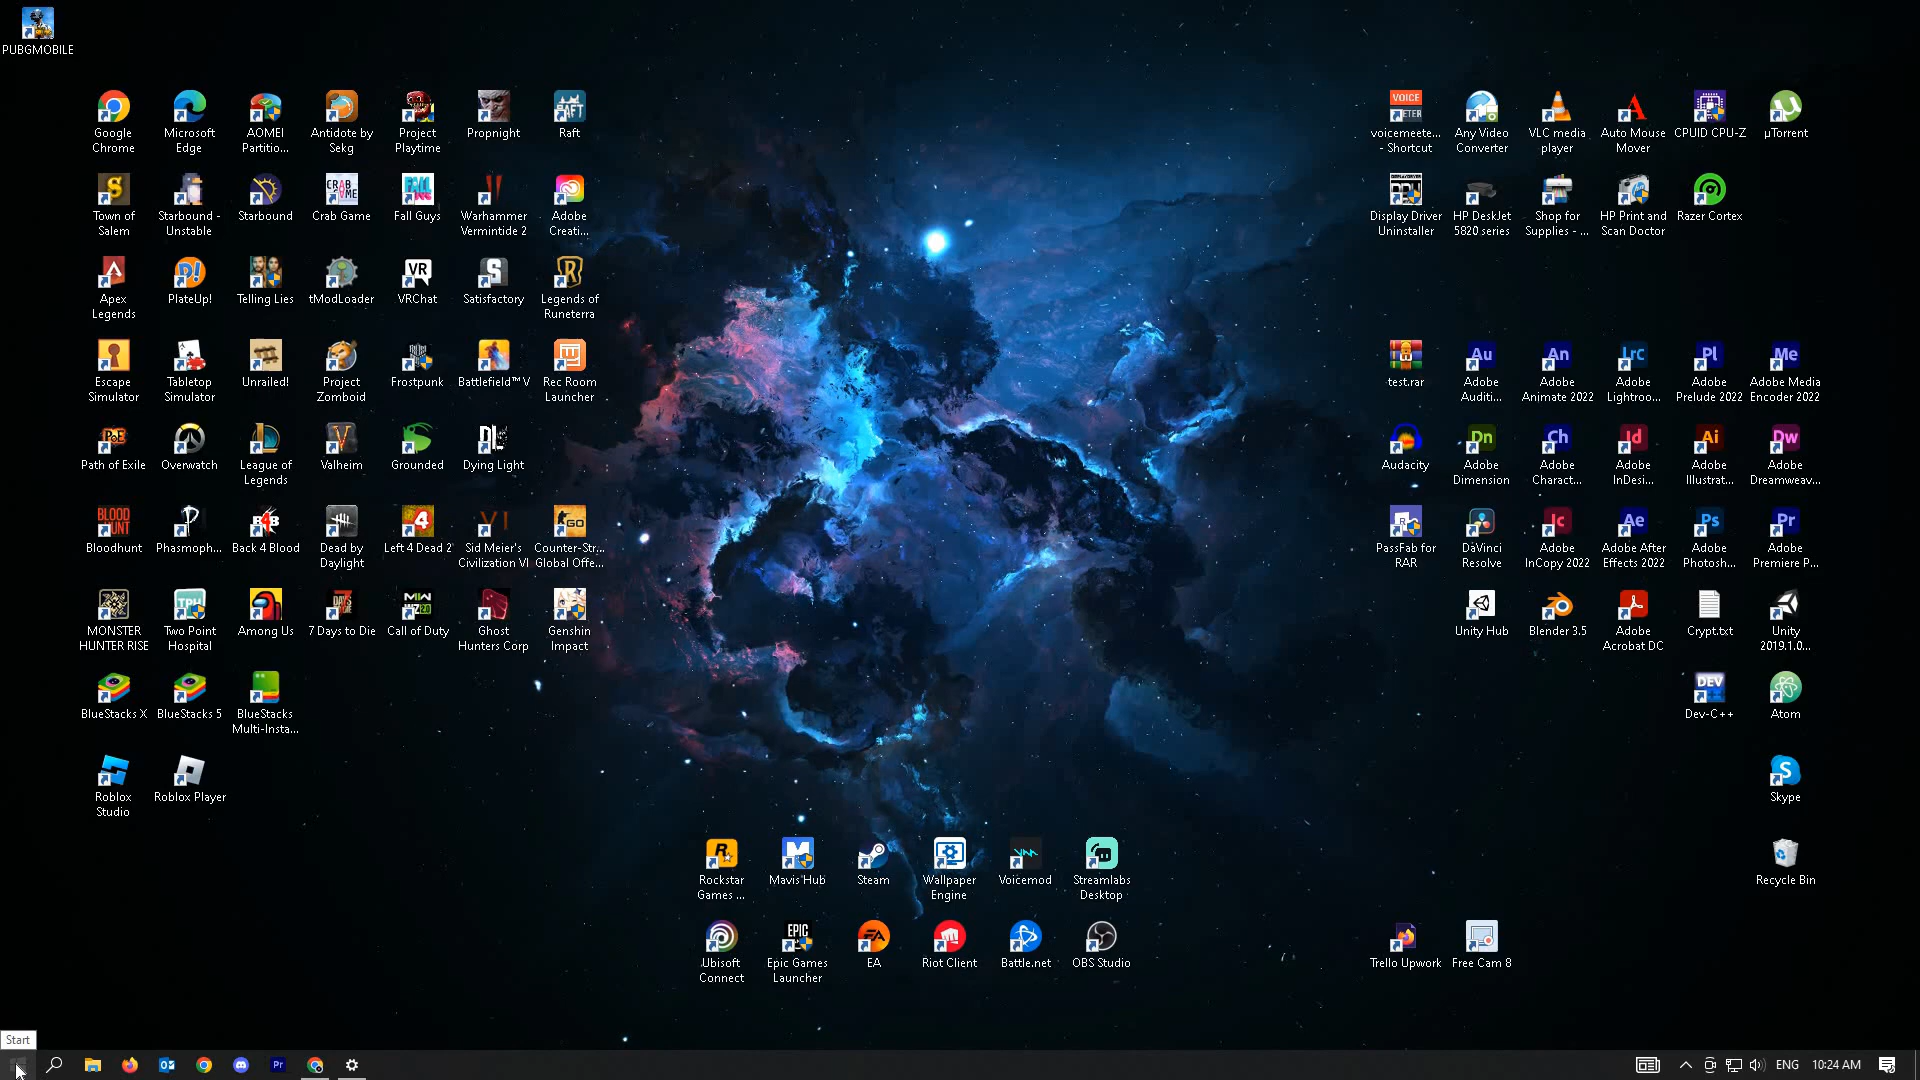 PUBGMOBILE
Google
Chrome
Microsoft
Edge
AOMEI
Partitio...
Antidote by
Sekg
Project
Playtime
Propnight
Raft
VOICE
voicemeete...
- Shortcut
Any Video
Converter
VLC media
player
Auto Mouse
Mover
CPUID CPU-Z
µTorrent
Town of
Salem
Starbound -
Unstable
Starbound
Crab Game
Fall Guys
Warhammer
Vermintide 2
Adobe
Creati...
Display Driver
Uninstaller
HP DeskJet
5820 series
Shop for
Supplies - ...
HP Print and
Scan Doctor
Razer Cortex
Apex
Legends
PlateUp!
Telling Lies
tModLoader
VRChat
Satisfactory
Legends of
Runeterra
Escape
Simulator
Tabletop
Simulator
Unrailed!
Project
Zomboid
Frostpunk
Battlefield™ V
Rec Room
Launcher
test.rar
Adobe
Auditi...
Adobe
Animate 2022
Adobe
Lightroo...
Adobe
Prelude 2022
Adobe Media
Encoder 2022
Path of Exile
Overwatch
League of
Legends
Valheim
Grounded
Dying Light
Audacity
Adobe
Dimension
Adobe
Charact...
Adobe
InDesi...
Adobe
Illustrat...
Adobe
Dreamweav...
Bloodhunt
Phasmoph...
Back 4 Blood
Dead by
Daylight
Left 4 Dead 2
Sid Meier's
Civilization VI
Counter-Str...
Global Offe...
PassFab for
RAR
DaVinci
Resolve
Adobe
InCopy 2022
Adobe After
Effects 2022
Adobe
Photosh...
Adobe
Premiere P...
MONSTER
HUNTER RISE
Two Point
Hospital
Among Us
7 Days to Die
Call of Duty
Ghost
Hunters Corp
Genshin
Impact
Unity Hub
Blender 3.5
Adobe
Acrobat DC
Crypt.txt
Unity
2019.1.0...
BlueStacks X
BlueStacks 5
BlueStacks
Multi-Insta...
Dev-C++
Atom
Roblox
Studio
Roblox Player
Skype
Rockstar
Games ...
Mavis Hub
Steam
Wallpaper
Engine
Voicemod
Streamlabs
Desktop
Recycle Bin
Ubisoft
Connect
Epic Games
Launcher
EA
Riot Client
Battle.net
OBS Studio
Trello Upwork
Free Cam 8
Start
ENG
10:24 AM